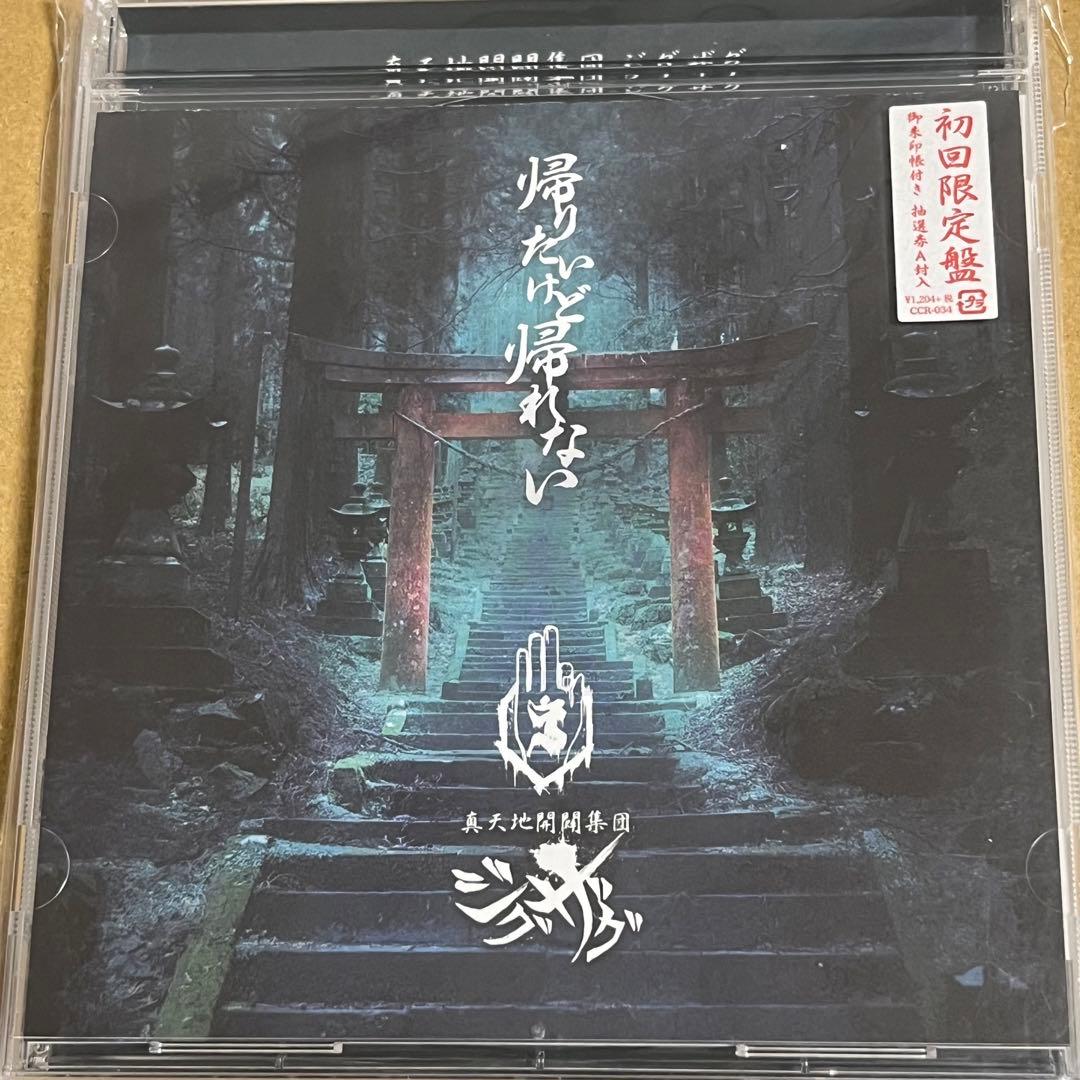 真天地開闢集団 ジグザグ
帰りたいけど帰れない
初回限定盤
御朱印帳付き 抽選券A封入
¥1,204+税
CCR-034
真天地開闢集団
ジグザグ